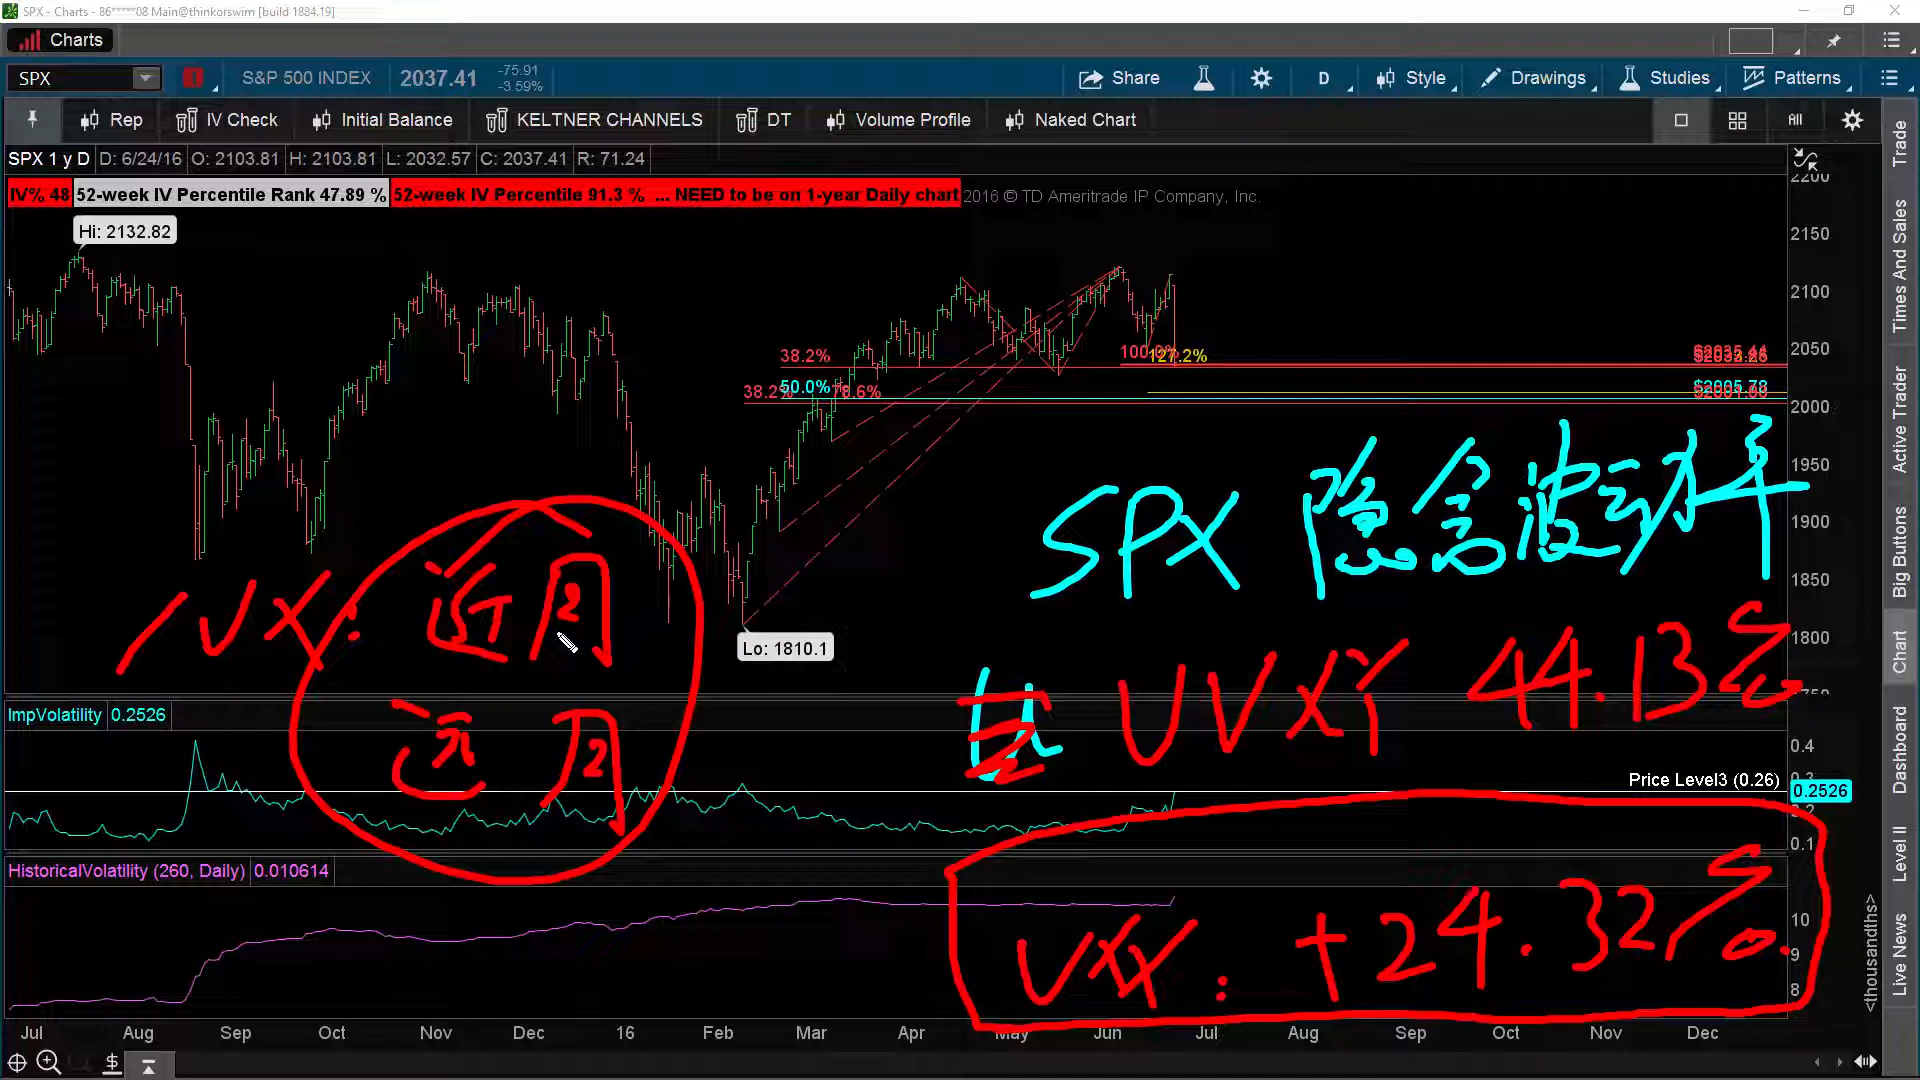 SPX - Charts - 86*****08 Main@thinkorswim [build 1884.19]
Charts
SPX S&P 500 INDEX 2037.41 -75.91 -3.59% Share D Style Drawings Studies Patterns
Rep IV Check Initial Balance KELTNER CHANNELS DT Volume Profile Naked Chart All
SPX 1 y D D: 6/24/16 O: 2103.81 H: 2103.81 L: 2032.57 C: 2037.41 R: 71.24
IV% 48 52-week IV Percentile Rank 47.89 % 52-week IV Percentile 91.3 % ... NEED to be on 1-year Daily chart 2016 © TD Ameritrade IP Company, Inc.
Hi: 2132.82
2200
2150
2100
2050
2000
1950
1900
1850
1800
38.2% 100.0% 127.2%
38.2% 50.0% 78.6% $2005.78
SPX 隐含波动率
IVX: 近月
远月
Lo: 1810.1
UVXY 44.13%
VXX: +24.32%
ImpVolatility 0.2526
0.4
Price Level3 (0.26)
0.2526
0.1
HistoricalVolatility (260, Daily) 0.010614
10
9
8
<thousandths>
Jul Aug Sep Oct Nov Dec 16 Feb Mar Apr May Jun Jul Aug Sep Oct Nov Dec
Trade
Times And Sales
Active Trader
Big Buttons
Chart
Dashboard
Level II
Live News